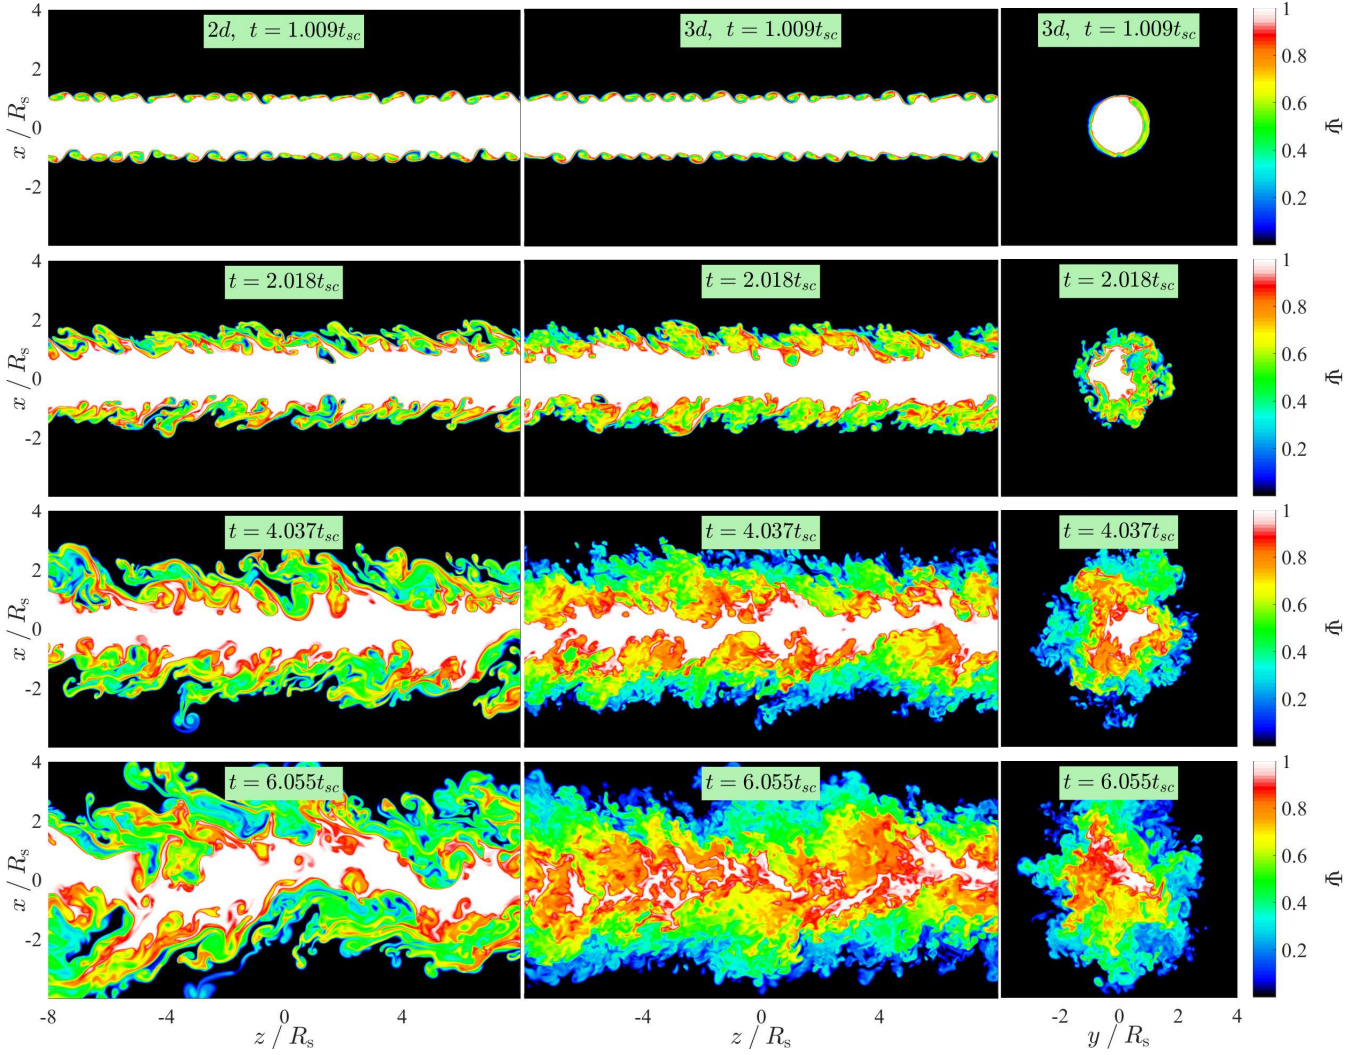 2d, t = 1.009t_sc
3d, t = 1.009t_sc
3d, t = 1.009t_sc
4
2
0
-2
x / R_s
1
0.8
0.6
0.4
0.2
Ψ
t = 2.018t_sc
t = 2.018t_sc
t = 2.018t_sc
4
2
0
-2
x / R_s
1
0.8
0.6
0.4
0.2
Ψ
t = 4.037t_sc
t = 4.037t_sc
t = 4.037t_sc
4
2
0
-2
x / R_s
1
0.8
0.6
0.4
0.2
Ψ
t = 6.055t_sc
t = 6.055t_sc
t = 6.055t_sc
4
2
0
-2
x / R_s
1
0.8
0.6
0.4
0.2
Ψ
-8 -4 0 4
-4 0 4
-2 0 2 4
z / R_s
z / R_s
y / R_s